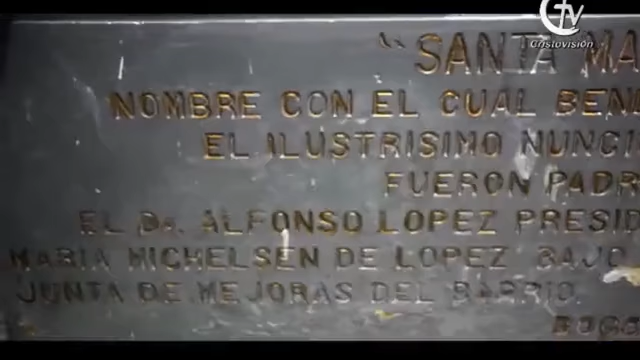 CTV
Cristovisión
"SANTA MA
NOMBRE CON EL CUAL BEN
EL ILUSTRISIMO NUNCI
FUERON PADR
EL DR. ALFONSO LOPEZ PRESID
MARIA MICHELSEN DE LOPEZ BAJO
JUNTA DE MEJORAS DEL BARRIO.
BOGO